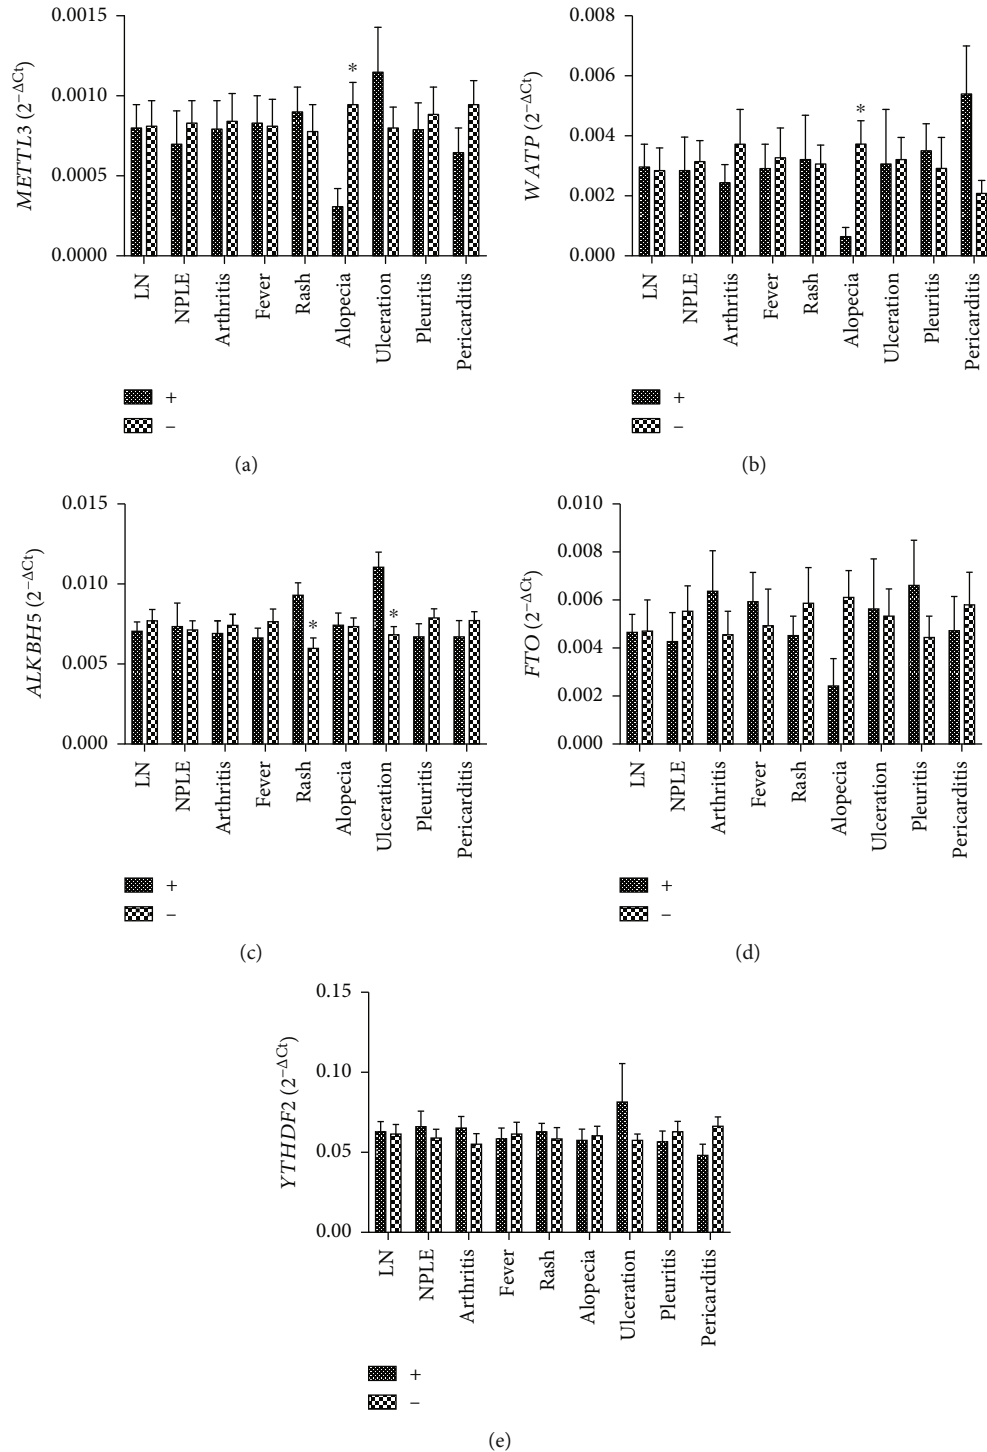 METTL3 (2^−ΔCt)
0.0015
0.0010
0.0005
0.0000
*
LN
NPLE
Arthritis
Fever
Rash
Alopecia
Ulceration
Pleuritis
Pericarditis
+
−
(a)
WATP (2^−ΔCt)
0.008
0.006
0.004
0.002
0.000
*
LN
NPLE
Arthritis
Fever
Rash
Alopecia
Ulceration
Pleuritis
Pericarditis
+
−
(b)
ALKBH5 (2^−ΔCt)
0.015
0.010
0.005
0.000
*
*
LN
NPLE
Arthritis
Fever
Rash
Alopecia
Ulceration
Pleuritis
Pericarditis
+
−
(c)
FTO (2^−ΔCt)
0.010
0.008
0.006
0.004
0.002
0.000
LN
NPLE
Arthritis
Fever
Rash
Alopecia
Ulceration
Pleuritis
Pericarditis
+
−
(d)
YTHDF2 (2^−ΔCt)
0.15
0.10
0.05
0.00
LN
NPLE
Arthritis
Fever
Rash
Alopecia
Ulceration
Pleuritis
Pericarditis
+
−
(e)